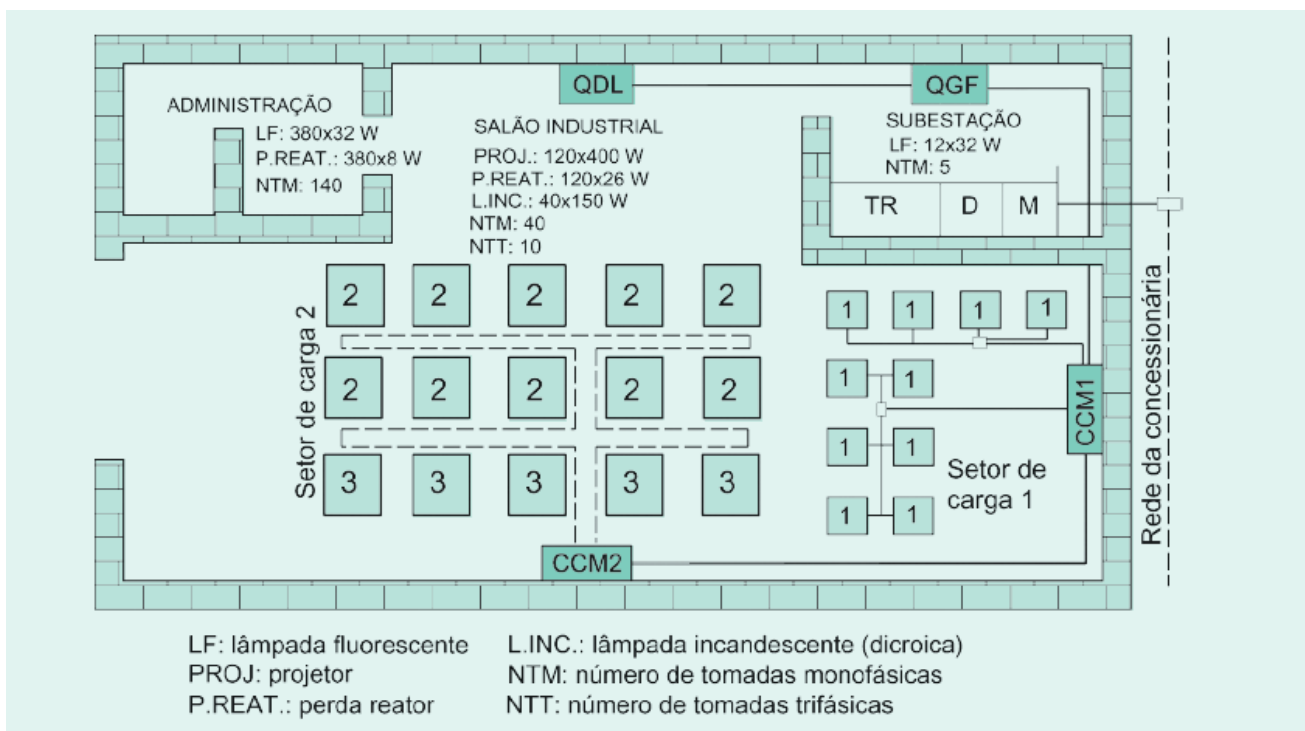 QDL
QGF
ADMINISTRAÇÃO
LF: 380x32 W
P.REAT.: 380x8 W
NTM: 140
SALÃO INDUSTRIAL
PROJ.: 120x400 W
P.REAT.: 120x26 W
L.INC.: 40x150 W
NTM: 40
NTT: 10
SUBESTAÇÃO
LF: 12x32 W
NTM: 5
TR D M
Rede da concessionária
Setor de carga 2
2 2 2 2 2
2 2 2 2 2
3 3 3 3 3
1 1 1 1
1 1
1 1
1 1
Setor de
carga 1
CCM1
CCM2
LF: lâmpada fluorescente
PROJ: projetor
P.REAT.: perda reator
L.INC.: lâmpada incandescente (dicroica)
NTM: número de tomadas monofásicas
NTT: número de tomadas trifásicas